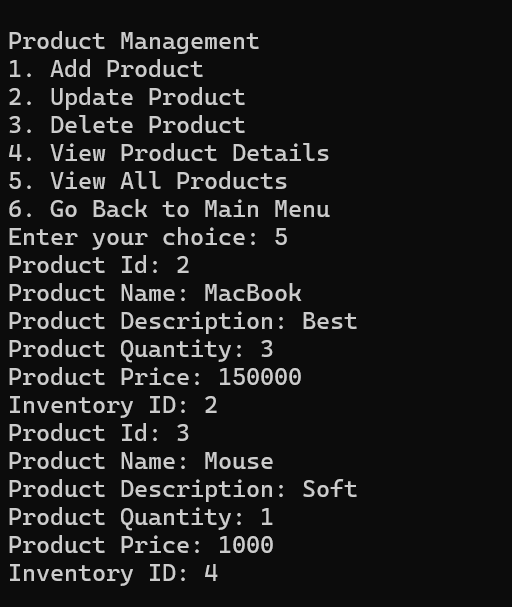 Product Management
1. Add Product
2. Update Product
3. Delete Product
4. View Product Details
5. View All Products
6. Go Back to Main Menu
Enter your choice: 5
Product Id: 2
Product Name: MacBook
Product Description: Best
Product Quantity: 3
Product Price: 150000
Inventory ID: 2
Product Id: 3
Product Name: Mouse
Product Description: Soft
Product Quantity: 1
Product Price: 1000
Inventory ID: 4